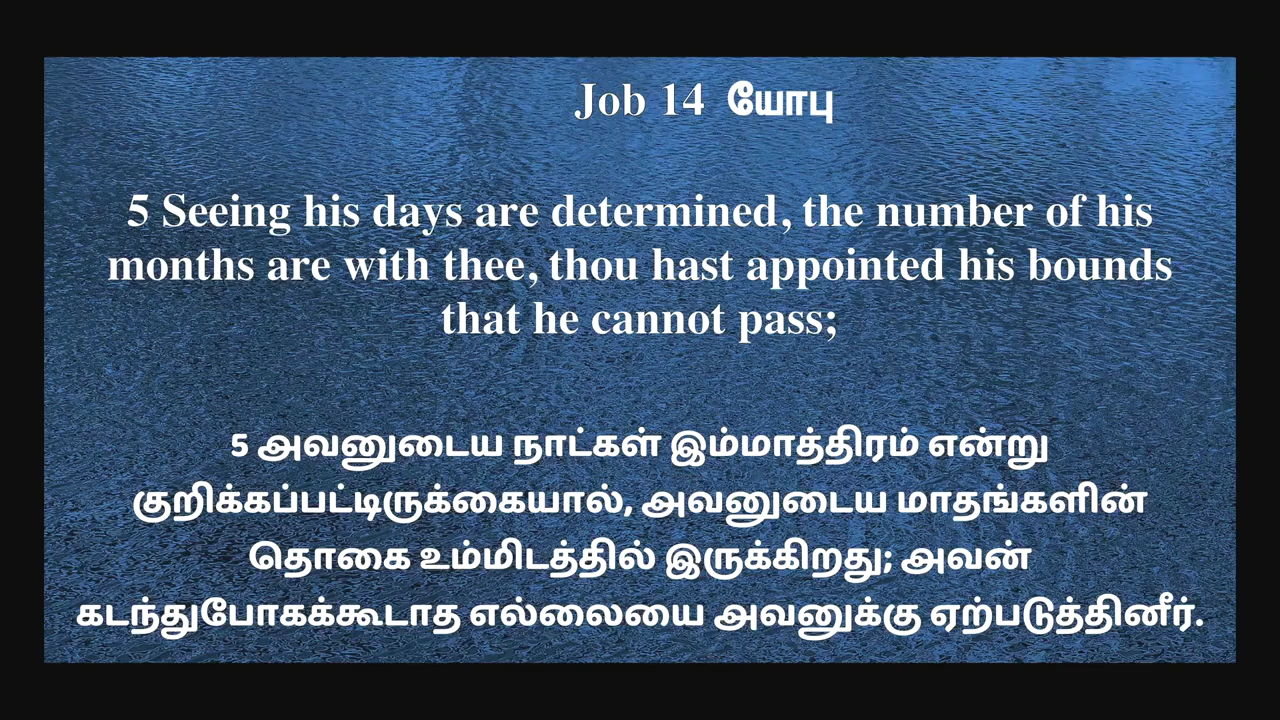 Job 14 யோபு
5 Seeing his days are determined, the number of his
months are with thee, thou hast appointed his bounds
that he cannot pass;
5 அவனுடைய நாட்கள் இம்மாத்திரம் என்று
குறிக்கப்பட்டிருக்கையால், அவனுடைய மாதங்களின்
தொகை உம்மிடத்தில் இருக்கிறது; அவன்
கடந்துபோகக்கூடாத எல்லையை அவனுக்கு ஏற்படுத்தினீர்.